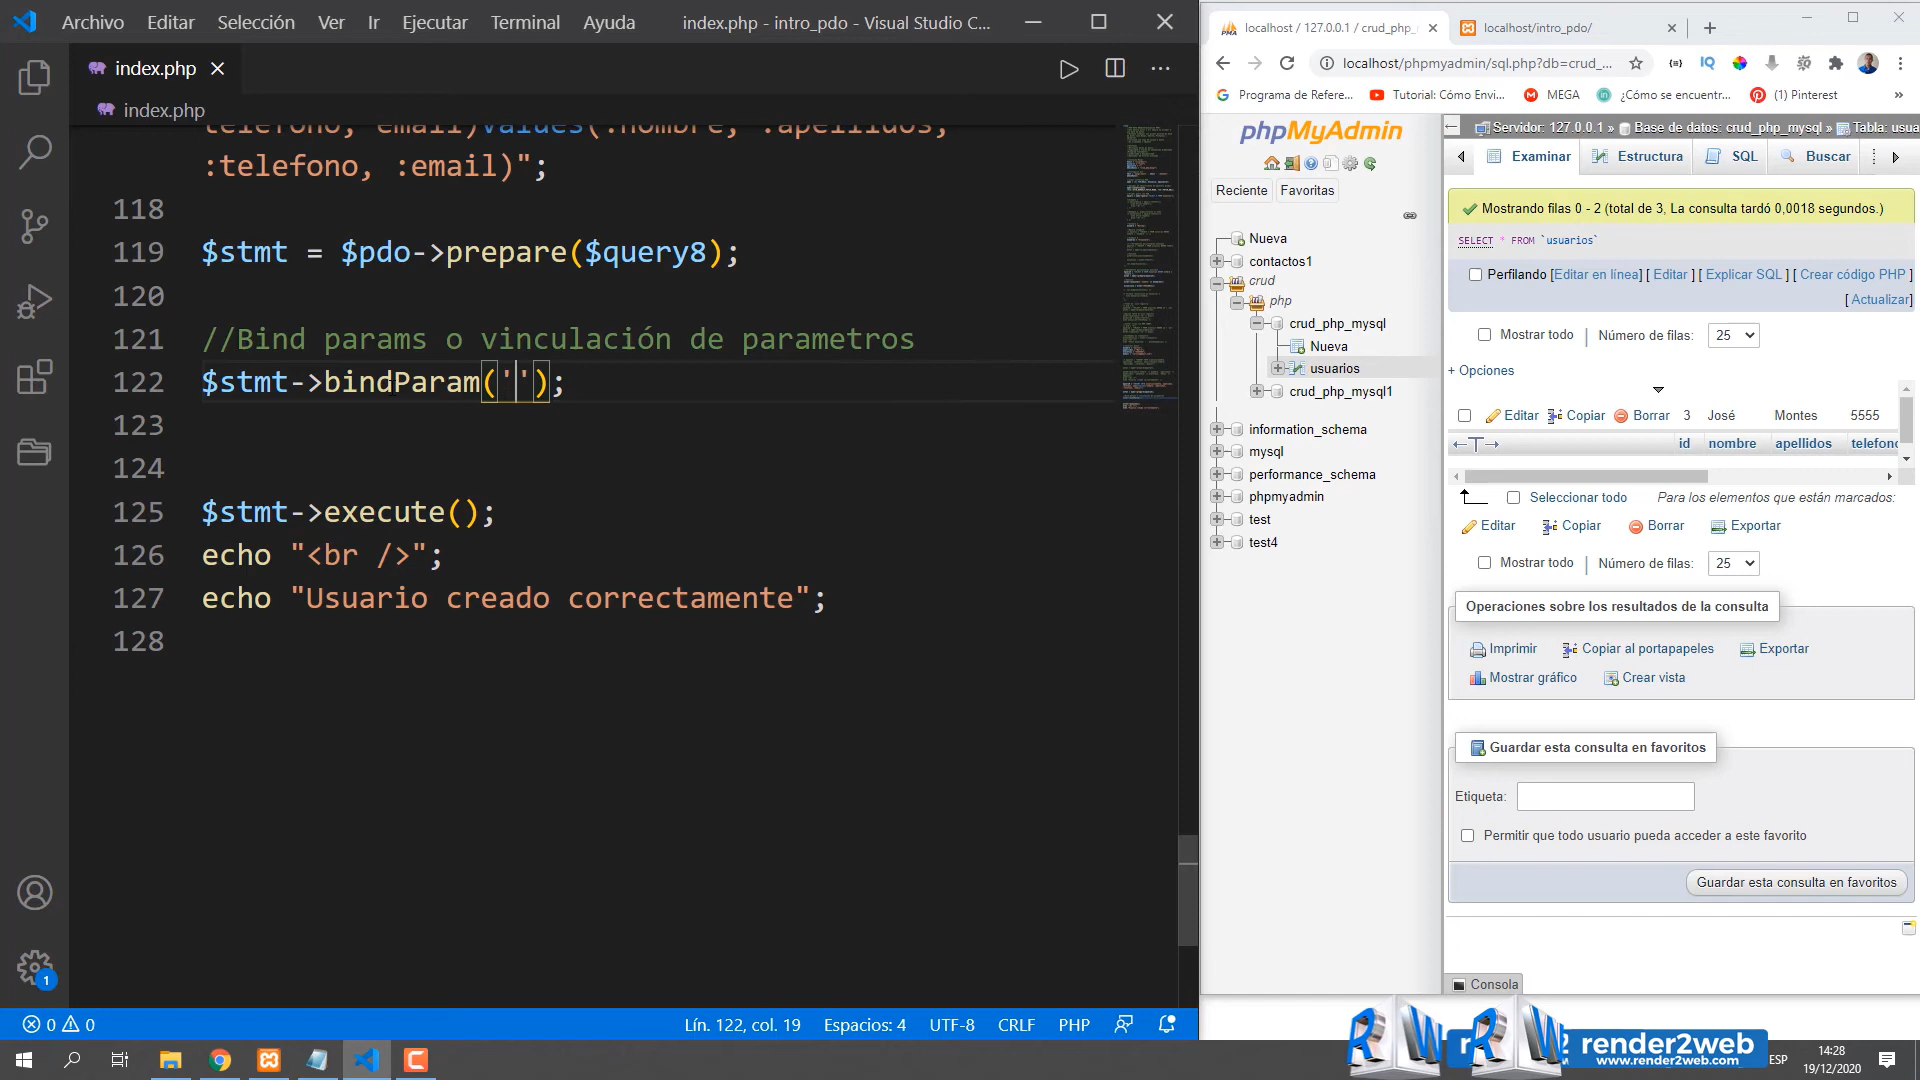 Archivo Editar Selección Ver Ir Ejecutar Terminal Ayuda index.php - intro_pdo - Visual Studio C...
index.php
index.php
telefono, email)values(:nombre, :apellidos,
:telefono, :email)";
118
119 $stmt = $pdo->prepare($query8);
120
121 //Bind params o vinculación de parametros
122 $stmt->bindParam('');
123
124
125 $stmt->execute();
126 echo "<br />";
127 echo "Usuario creado correctamente";
128
0 0 Lín. 122, col. 19 Espacios: 4 UTF-8 CRLF PHP
1
localhost / 127.0.0.1 / crud_php_ localhost/intro_pdo/
localhost/phpmyadmin/sql.php?db=crud_...
Programa de Refere... Tutorial: Cómo Envi... MEGA ¿Cómo se encuentr... (1) Pinterest »
phpMyAdmin
Reciente Favoritas
Nueva
contactos1
crud
php
crud_php_mysql
Nueva
usuarios
crud_php_mysql1
information_schema
mysql
performance_schema
phpmyadmin
test
test4
Servidor: 127.0.0.1 » Base de datos: crud_php_mysql » Tabla: usua
Examinar Estructura SQL Buscar
Mostrando filas 0 - 2 (total de 3, La consulta tardó 0,0018 segundos.)
SELECT * FROM `usuarios`
Perfilando [Editar en línea] [ Editar ] [ Explicar SQL ] [ Crear código PHP ]
[ Actualizar]
Mostrar todo Número de filas: 25
+ Opciones
Editar Copiar Borrar 3 José Montes 5555
id nombre apellidos telefono
Seleccionar todo Para los elementos que están marcados:
Editar Copiar Borrar Exportar
Mostrar todo Número de filas: 25
Operaciones sobre los resultados de la consulta
Imprimir Copiar al portapapeles Exportar
Mostrar gráfico Crear vista
Guardar esta consulta en favoritos
Etiqueta:
Permitir que todo usuario pueda acceder a este favorito
Guardar esta consulta en favoritos
Consola
render2web
www.render2web.com
ESP
14:28
19/12/2020